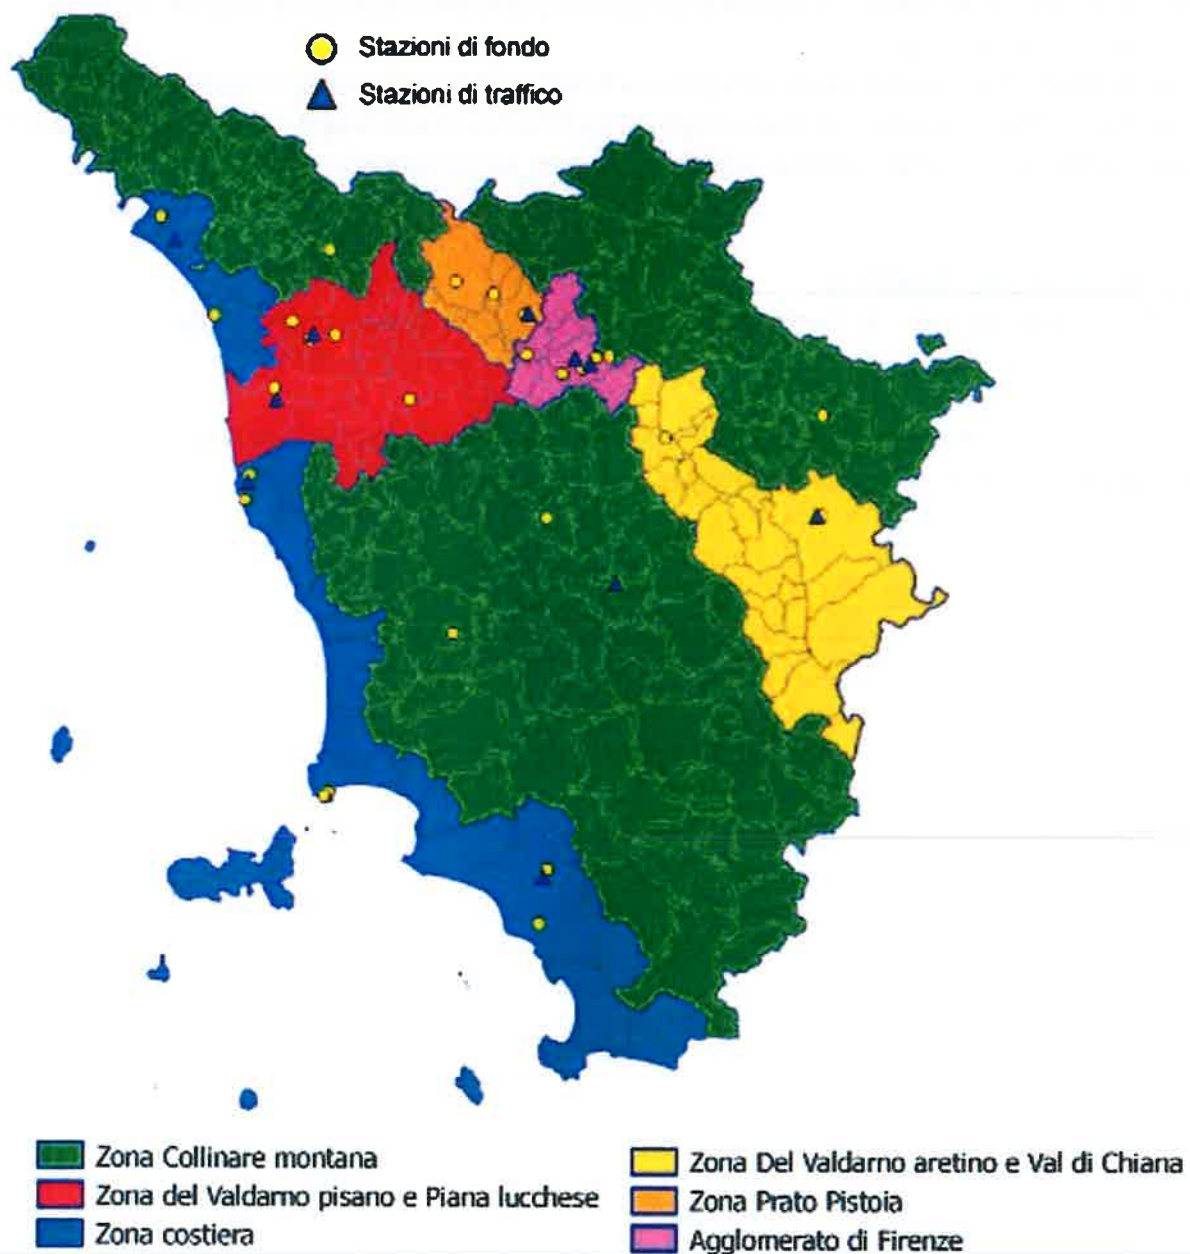 Stazioni di fondo
Stazioni di traffico
Zona Collinare montana
Zona del Valdarno pisano e Piana lucchese
Zona costiera
Zona Del Valdarno aretino e Val di Chiana
Zona Prato Pistoia
Agglomerato di Firenze